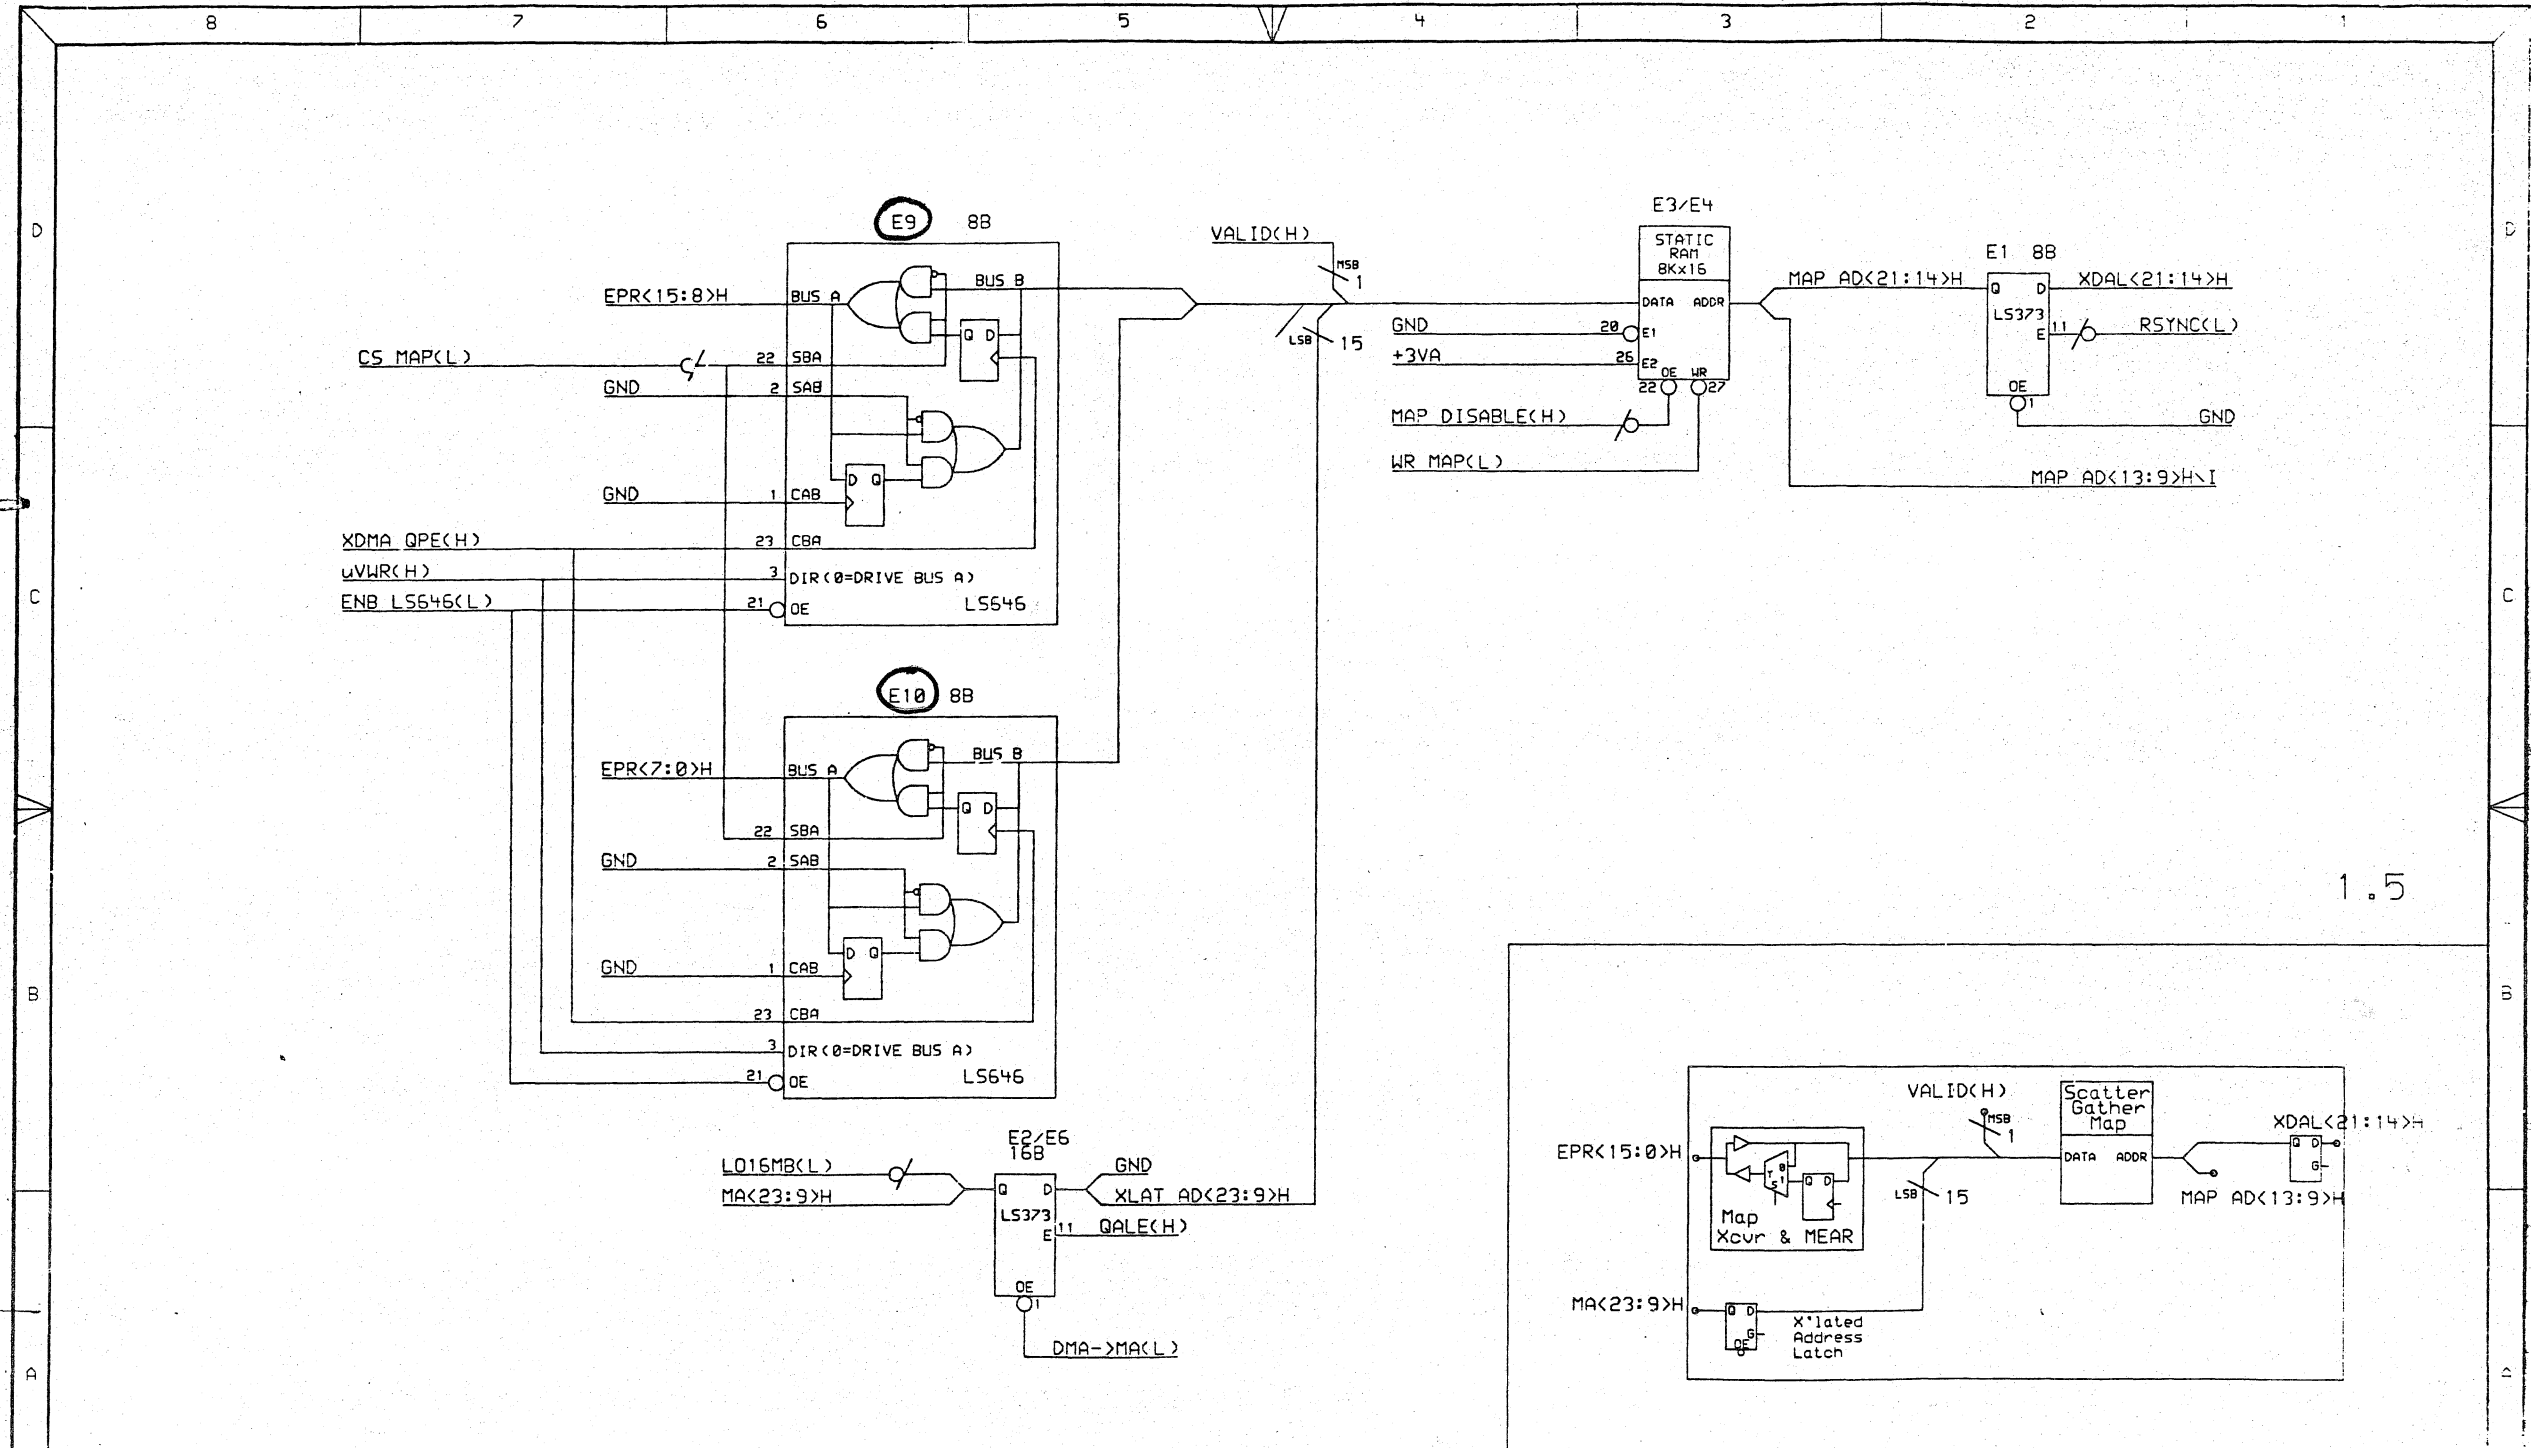 8 7 6 5 4 3 2 1
D
D
E9 8B
BUS A
BUS B
EPR<15:8>H
Q D
CS MAP(L)
22 SBA
GND
2 SAB
D Q
GND
1 CAB
XDMA QPE(H)
23 CBA
uVWR(H)
3 DIR(0=DRIVE BUS A)
ENB LS646(L)
21 OE
LS646
VALID(H)
MSB
1
LSB
15
E3/E4
STATIC
RAM
8Kx16
DATA ADDR
GND
20 E1
+3VA
26 E2
OE WR
22 27
MAP DISABLE(H)
WR MAP(L)
E1 8B
MAP AD<21:14>H
Q D
XDAL<21:14>H
LS373
E 11
RSYNC(L)
OE
1
GND
MAP AD<13:9>H\I
C
C
E10 8B
BUS A
BUS B
EPR<7:0>H
Q D
22 SBA
GND
2 SAB
D Q
GND
1 CAB
23 CBA
3 DIR(0=DRIVE BUS A)
21 OE
LS646
1.5
B
B
E2/E6
16B
LO16MB(L)
GND
MA<23:9>H
Q D
XLAT AD<23:9>H
LS373
E 11
QALE(H)
OE
1
DMA->MA(L)
VALID(H)
MSB
1
Scatter
Gather
Map
XDAL<21:14>H
EPR<15:0>H
Y 0
S 1
Q D
DATA ADDR
Q D
G
LSB
15
MAP AD<13:9>H
Map
Xcvr & MEAR
MA<23:9>H
Q D
G
OE
X'lated
Address
Latch
A